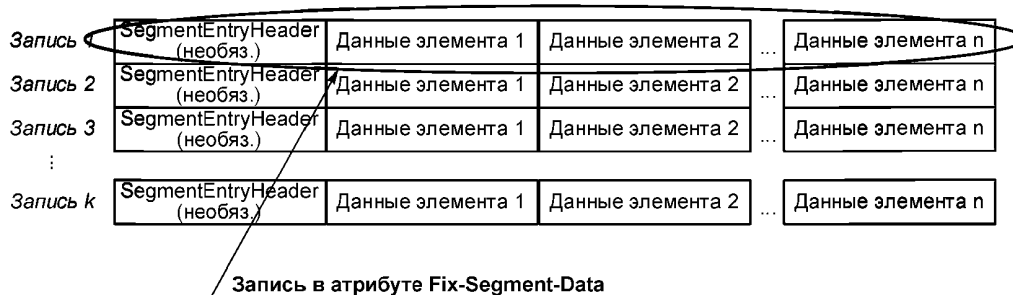 Запись SegmentEntryHeader (необяз.) Данные элемента 1 Данные элемента 2 ... Данные элемента n
Запись 2 SegmentEntryHeader (необяз.) Данные элемента 1 Данные элемента 2 ... Данные элемента n
Запись 3 SegmentEntryHeader (необяз.) Данные элемента 1 Данные элемента 2 ... Данные элемента n
⋮
Запись k SegmentEntryHeader (необяз.) Данные элемента 1 Данные элемента 2 ... Данные элемента n
Запись в атрибуте Fix-Segment-Data